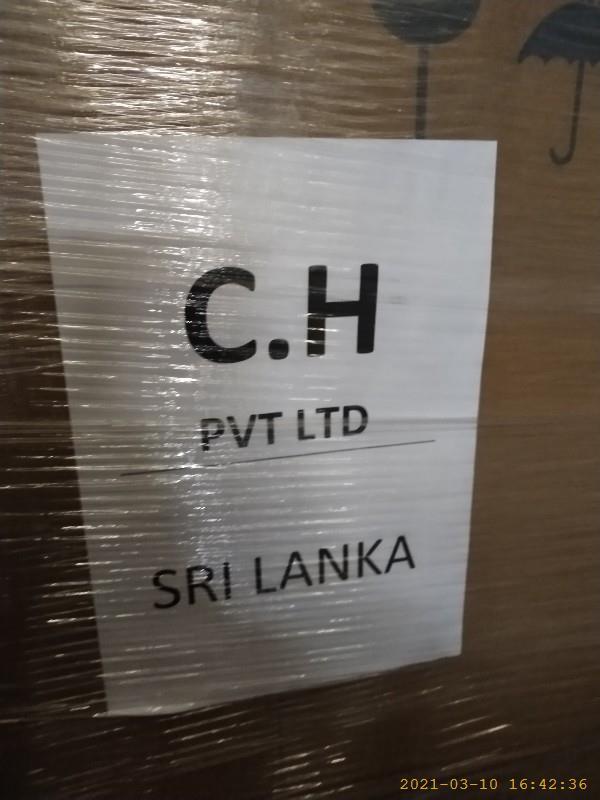 C.H
PVT LTD
SRI LANKA
2021-03-10 16:42:36